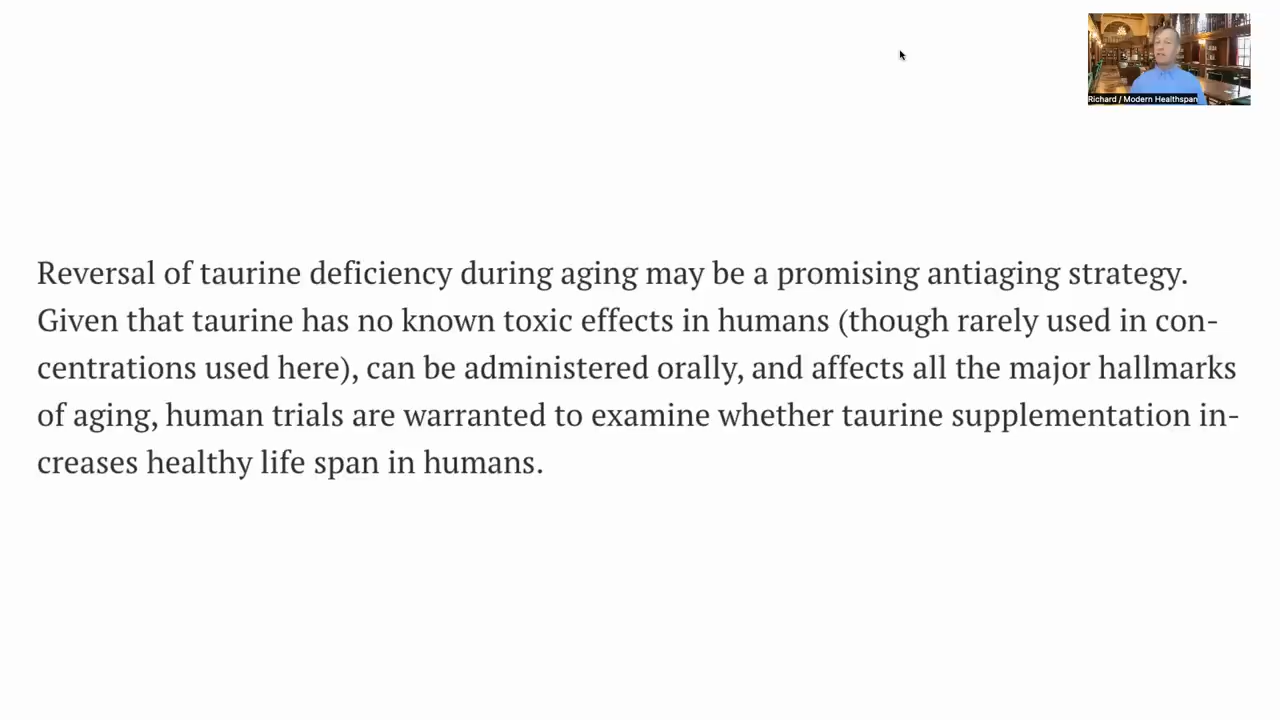 Richard / Modern Healthspan
Reversal of taurine deficiency during aging may be a promising antiaging strategy.
Given that taurine has no known toxic effects in humans (though rarely used in con-
centrations used here), can be administered orally, and affects all the major hallmarks
of aging, human trials are warranted to examine whether taurine supplementation in-
creases healthy life span in humans.